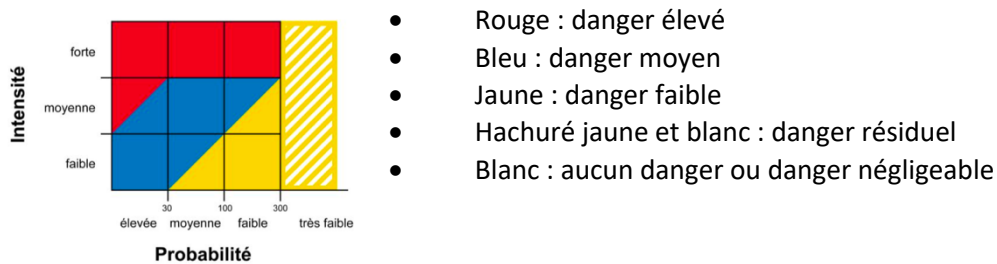 Intensité
forte
moyenne
faible
30 100 300
élevée moyenne faible très faible
Probabilité
• Rouge : danger élevé
• Bleu : danger moyen
• Jaune : danger faible
• Hachuré jaune et blanc : danger résiduel
• Blanc : aucun danger ou danger négligeable